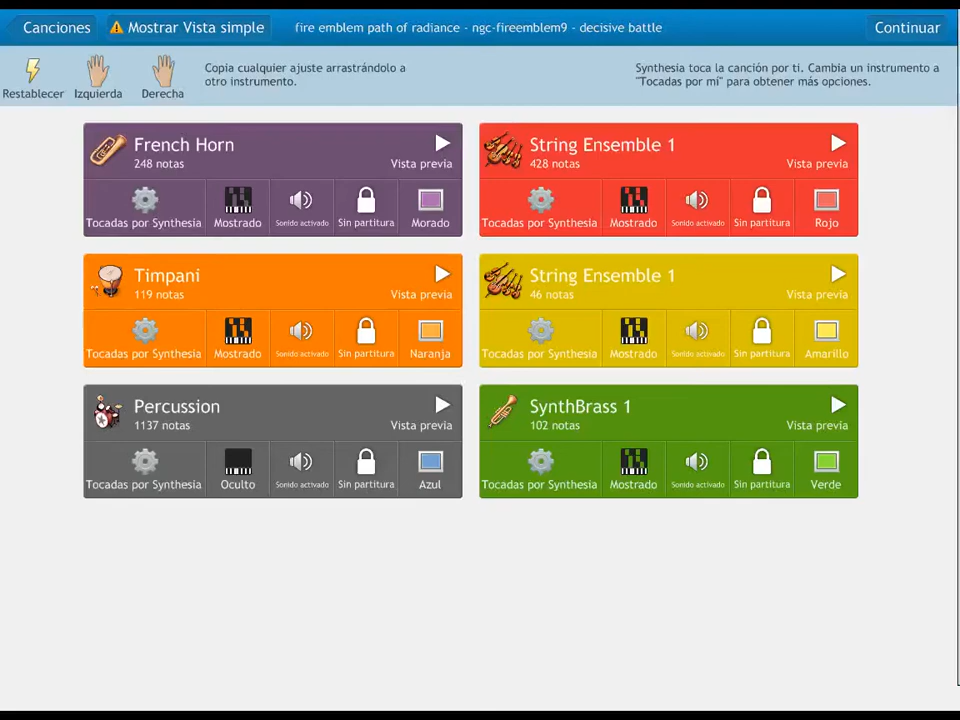 Canciones
Mostrar Vista simple
fire emblem path of radiance - ngc-fireemblem9 - decisive battle
Continuar
Restablecer
Izquierda
Derecha
Copia cualquier ajuste arrastrándolo a
otro instrumento.
Synthesia toca la canción por ti. Cambia un instrumento a
"Tocadas por mí" para obtener más opciones.
French Horn
248 notas
Vista previa
Tocadas por Synthesia
Mostrado
Sonido activado
Sin partitura
Morado
String Ensemble 1
428 notas
Vista previa
Tocadas por Synthesia
Mostrado
Sonido activado
Sin partitura
Rojo
Timpani
119 notas
Vista previa
Tocadas por Synthesia
Mostrado
Sonido activado
Sin partitura
Naranja
String Ensemble 1
46 notas
Vista previa
Tocadas por Synthesia
Mostrado
Sonido activado
Sin partitura
Amarillo
Percussion
1137 notas
Vista previa
Tocadas por Synthesia
Oculto
Sonido activado
Sin partitura
Azul
SynthBrass 1
102 notas
Vista previa
Tocadas por Synthesia
Mostrado
Sonido activado
Sin partitura
Verde